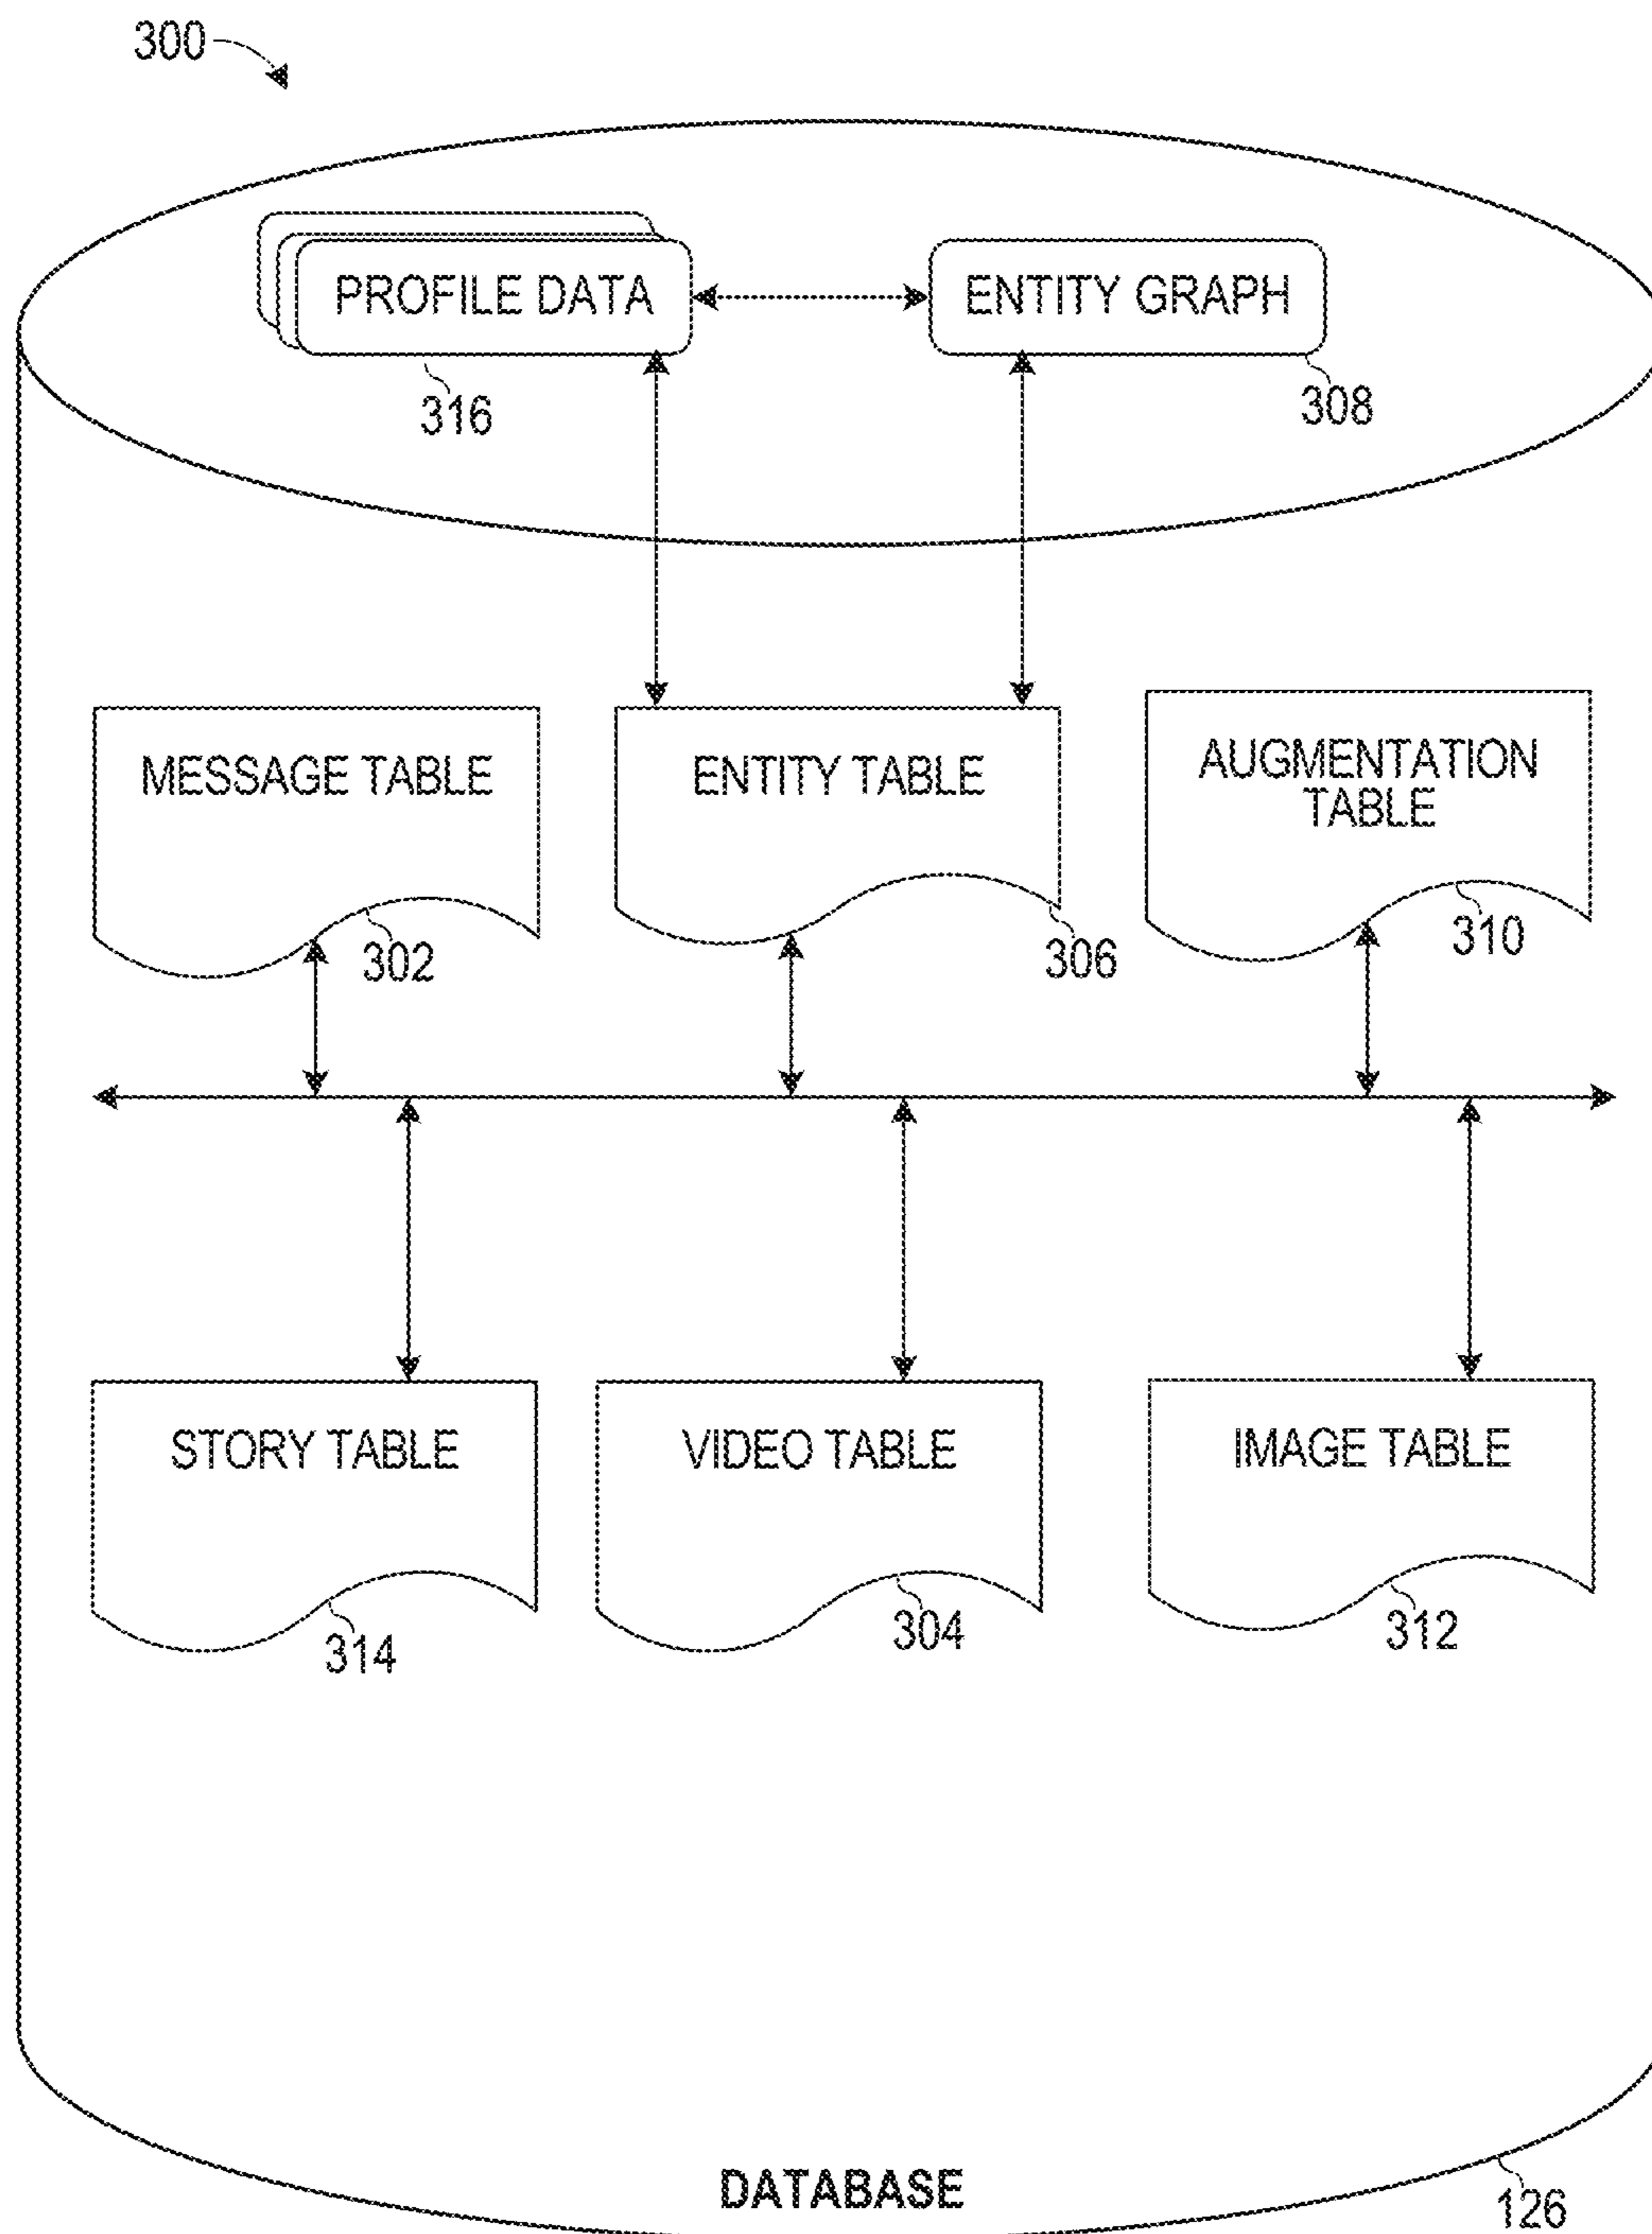 300
PROFILE DATA
ENTITY GRAPH
316
308
MESSAGE TABLE
ENTITY TABLE
AUGMENTATION
TABLE
302
306
310
STORY TABLE
VIDEO TABLE
IMAGE TABLE
314
304
312
DATABASE
126